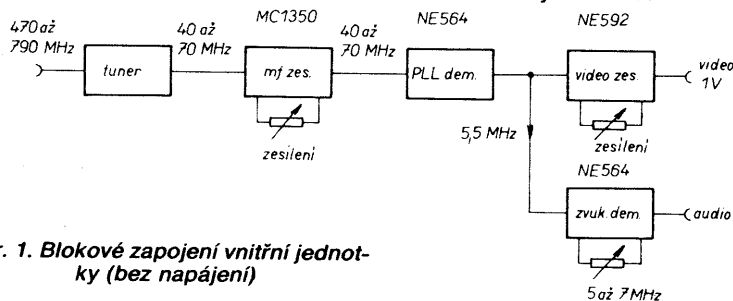 470 až
790 MHz
tuner
40 až
70 MHz
MC1350
mf zes.
zesílení
40 až
70 MHz
NE564
PLL dem.
5,5 MHz
NE592
video zes.
zesílení
video
1V
NE564
zvuk. dem.
audio
5 až 7 MHz
r. 1. Blokové zapojení vnitřní jednot-
ky (bez napájení)